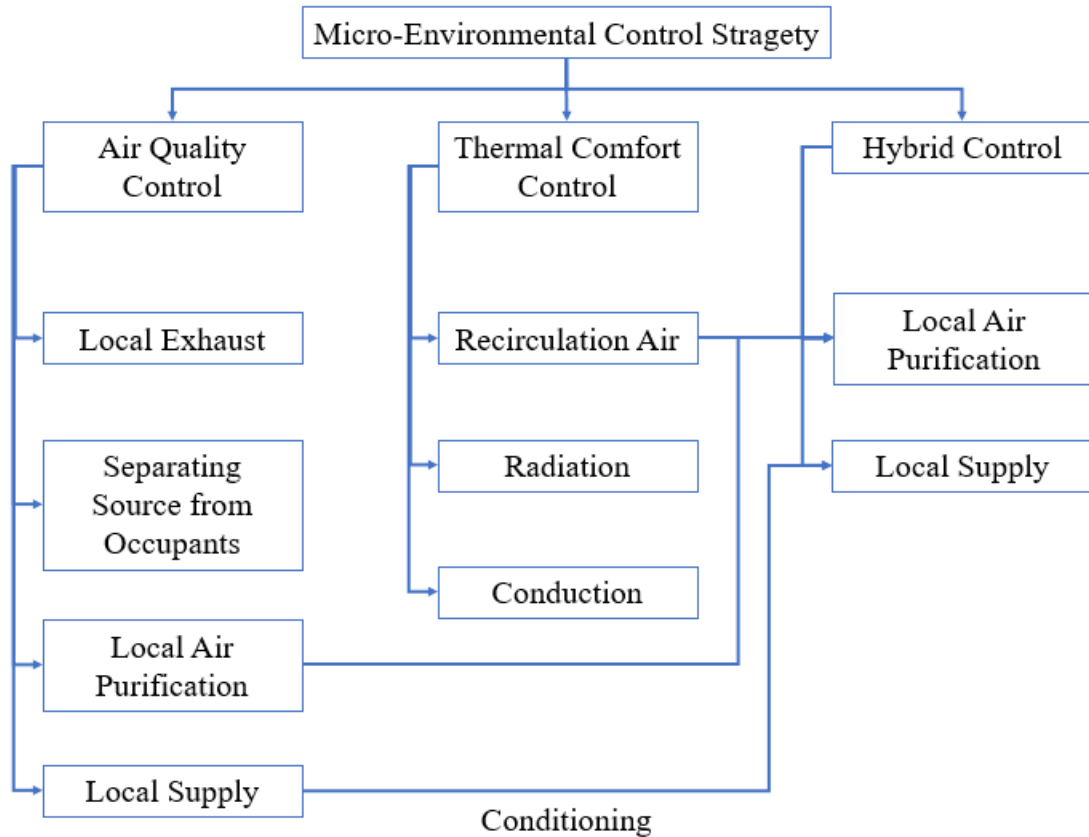 Micro-Environmental Control Stragety
Air Quality
Control
Thermal Comfort
Control
Hybrid Control
Local Exhaust
Recirculation Air
Local Air
Purification
Separating
Source from
Occupants
Radiation
Local Supply
Conduction
Local Air
Purification
Local Supply
Conditioning